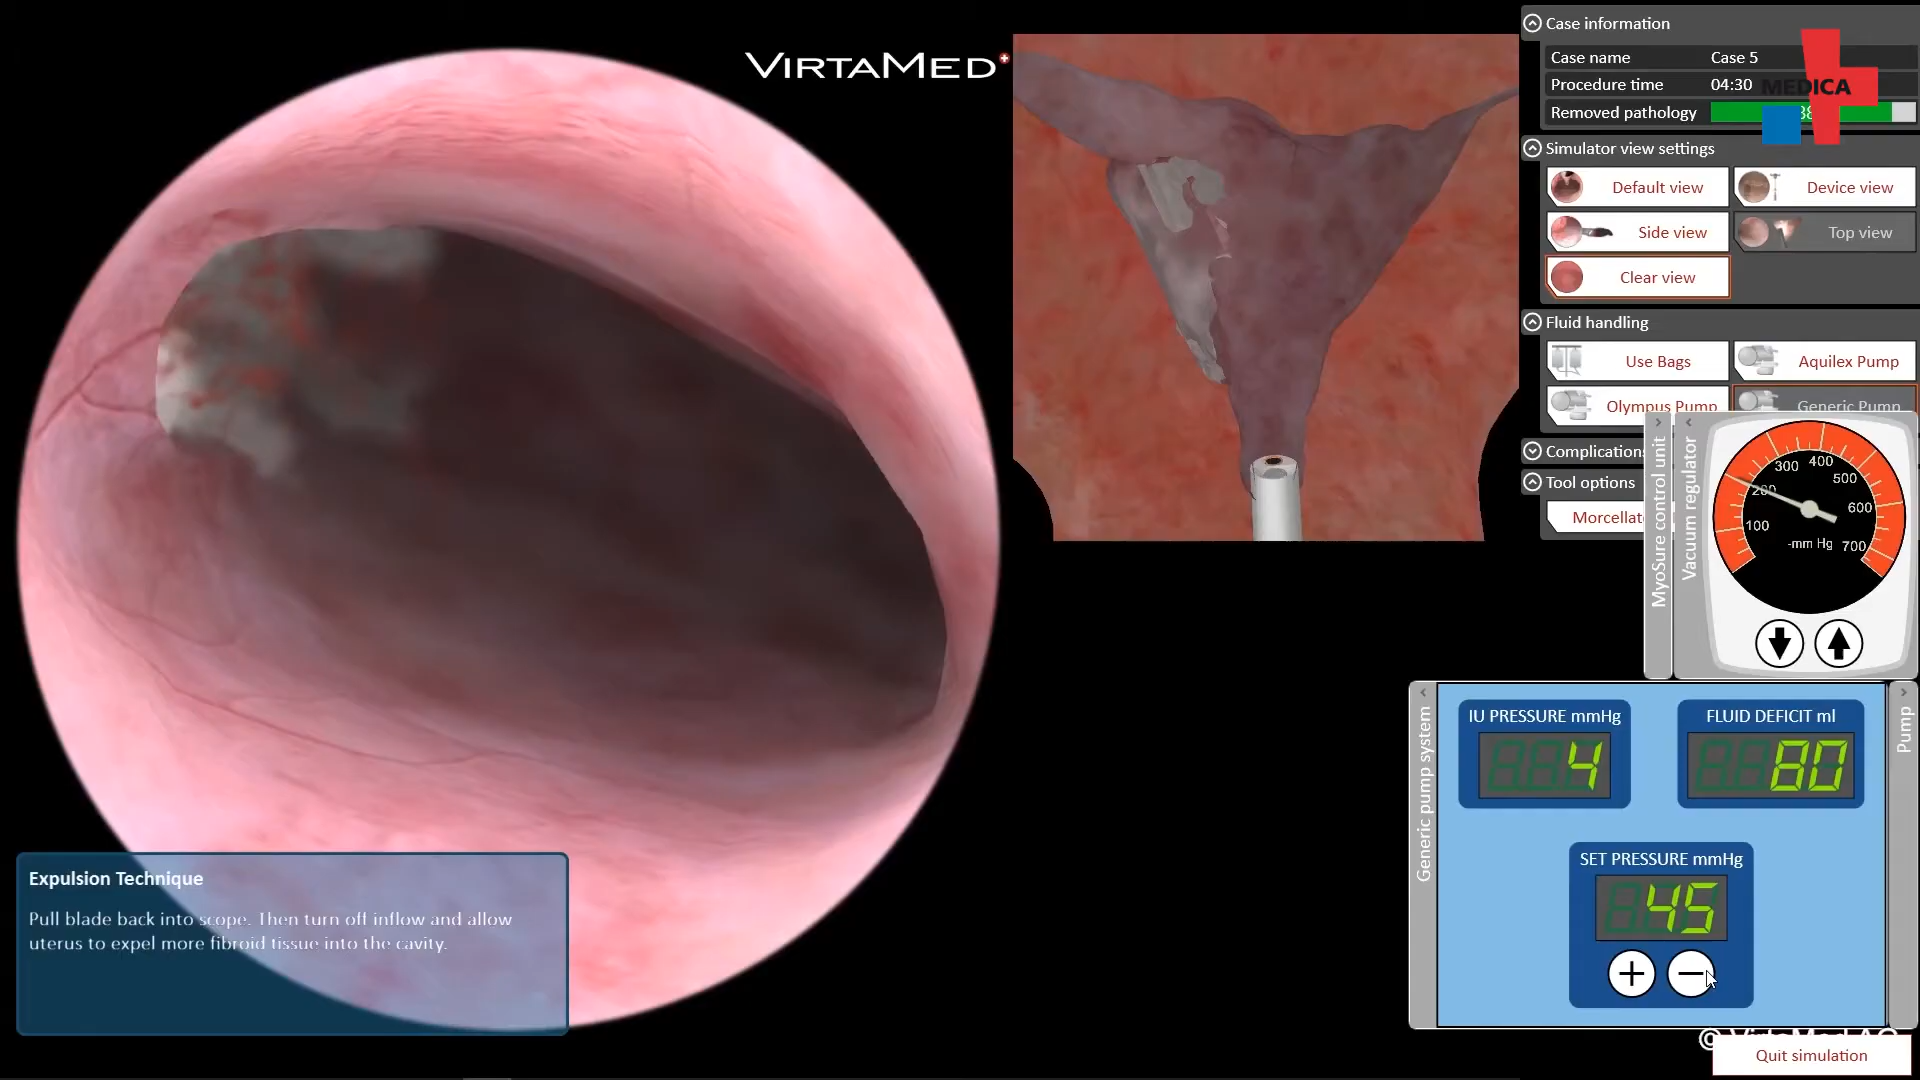 VIRTAMED
Case information
Case name Case 5
Procedure time 04:30
MEDICA
Removed pathology
Simulator view settings
Default view Device view
Side view Top view
Clear view
Fluid handling
Use Bags Aquilex Pump
Olympus Pump Generic Pump
Complications
Tool options
MyoSure control unit
Vacuum regulator
100 200 300 400 500 600 700
-mm Hg
Generic pump system
Pump
IU PRESSURE mmHg
4
FLUID DEFICIT ml
80
SET PRESSURE mmHg
45
+ −
Expulsion Technique
Pull blade back into scope. Then turn off inflow and allow
uterus to expel more fibroid tissue into the cavity.
Quit simulation